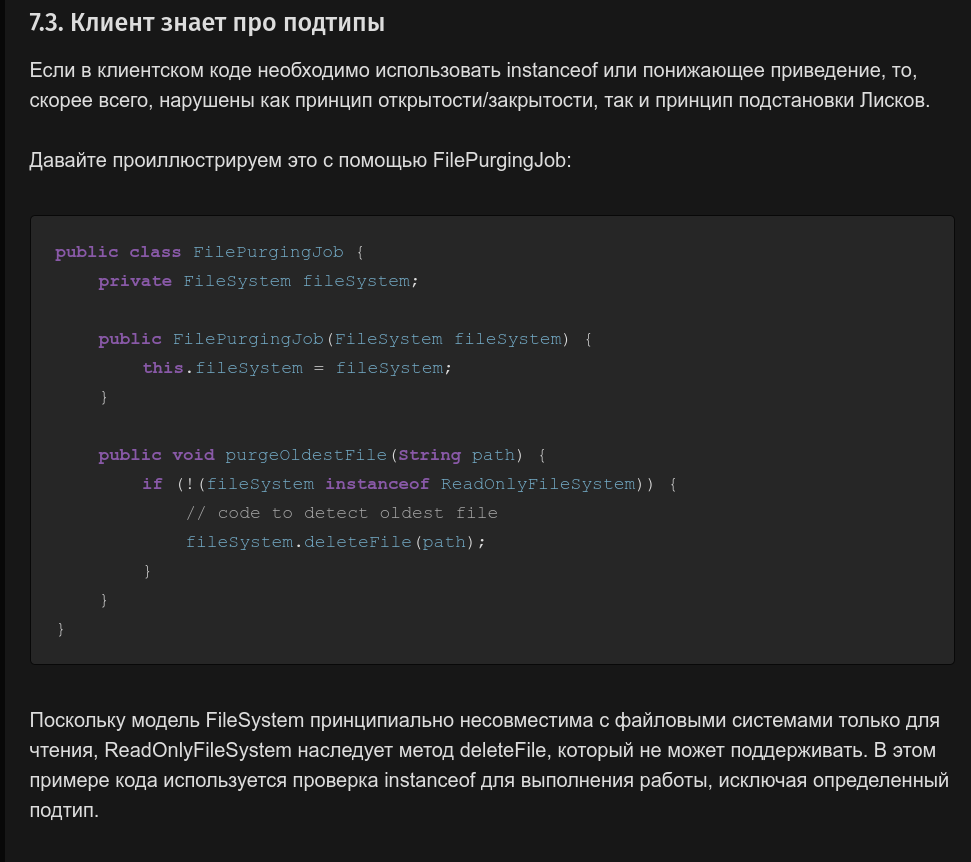 7.3. Клиент знает про подтипы
Если в клиентском коде необходимо использовать instanceof или понижающее приведение, то,
скорее всего, нарушены как принцип открытости/закрытости, так и принцип подстановки Лисков.
Давайте проиллюстрируем это с помощью FilePurgingJob:
public class FilePurgingJob {
    private FileSystem fileSystem;
    public FilePurgingJob(FileSystem fileSystem) {
        this.fileSystem = fileSystem;
    }
    public void purgeOldestFile(String path) {
        if (!(fileSystem instanceof ReadOnlyFileSystem)) {
            // code to detect oldest file
            fileSystem.deleteFile(path);
        }
    }
}
Поскольку модель FileSystem принципиально несовместима с файловыми системами только для
чтения, ReadOnlyFileSystem наследует метод deleteFile, который не может поддерживать. В этом
примере кода используется проверка instanceof для выполнения работы, исключая определенный
подтип.